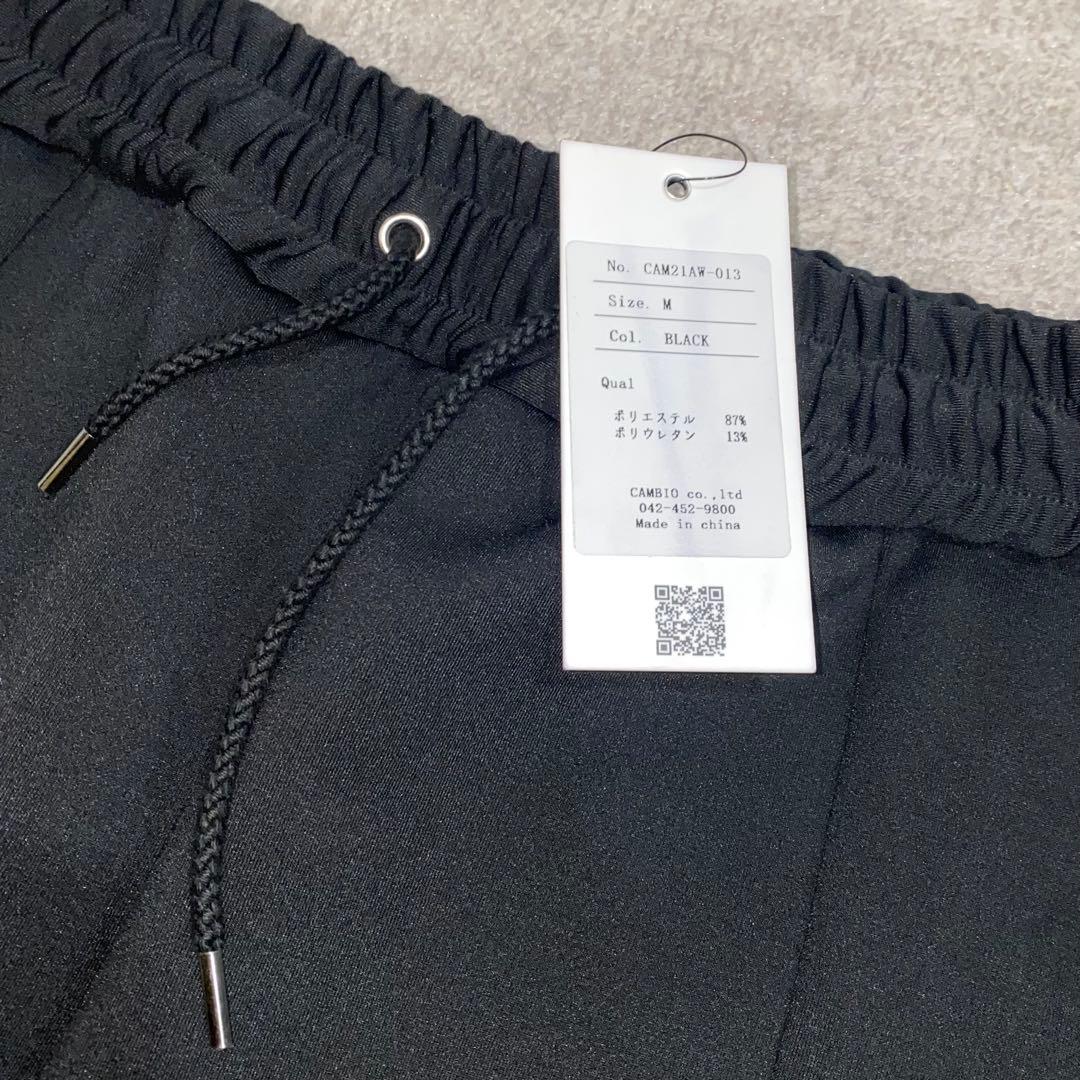 No. CAM21AW-013
Size. M
Col. BLACK
Qual
ポリエステル 87%
ポリウレタン 13%
CAMBIO co.,ltd
042-452-9800
Made in china